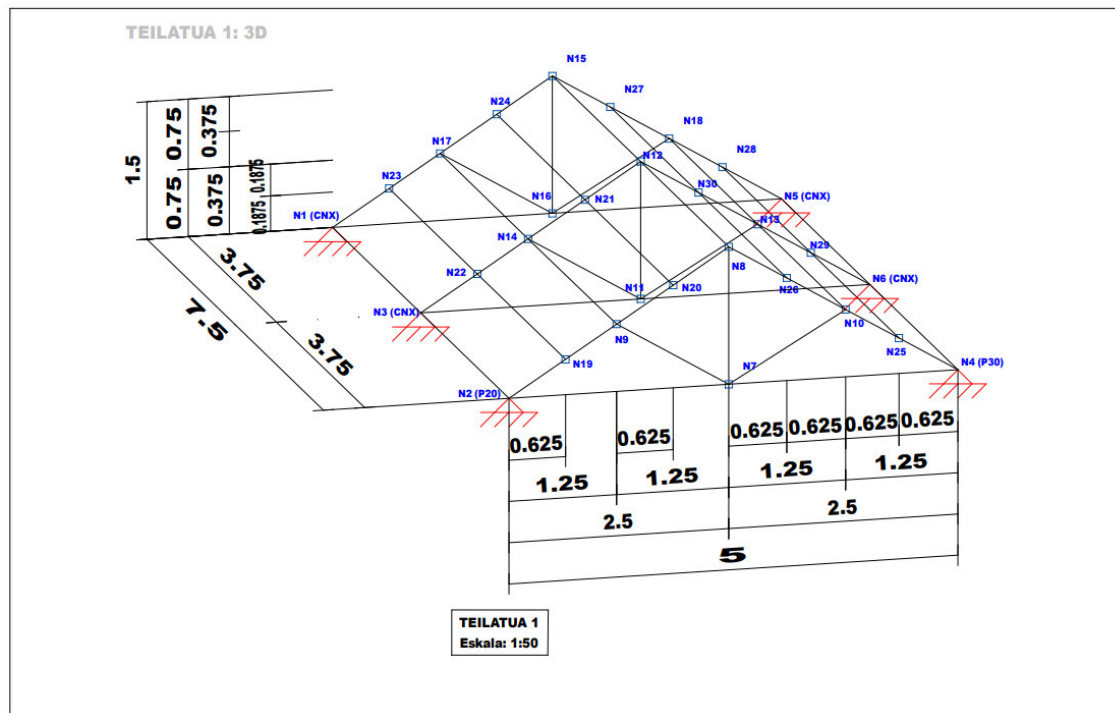 TEILATUA 1: 3D
N15
N27
N24
N18
N17
N12
N28
N23
N30
N5 (CNX)
N21
N16
N1 (CNX)
N13
N14
N8
N29
N22
N6 (CNX)
N26
N20
N11
N3 (CNX)
N10
N9
N25
N19
N7
N4 (P30)
N2 (P20)
1.5
0.75
0.375
0.75
0.375
0.1875
0.1875
3.75
7.5
3.75
0.625
0.625
0.625
0.625
0.625
0.625
1.25
1.25
1.25
1.25
2.5
2.5
5
TEILATUA 1
Eskala: 1:50